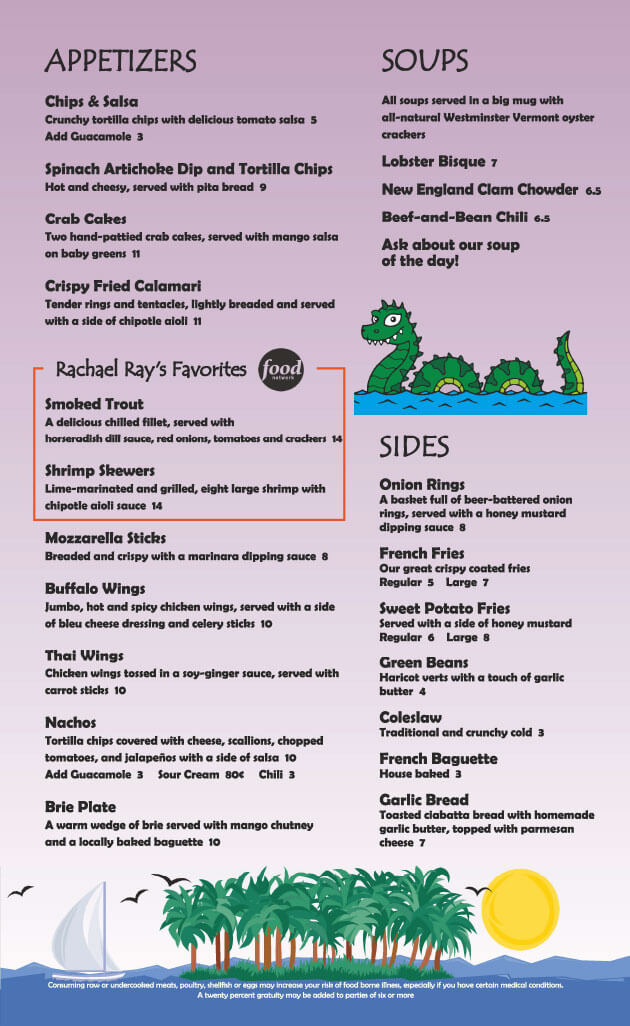 APPETIZERS
Chips & Salsa
Crunchy tortilla chips with delicious tomato salsa 5
Add Guacamole 3
Spinach Artichoke Dip and Tortilla Chips
Hot and cheesy, served with pita bread 9
Crab Cakes
Two hand-pattied crab cakes, served with mango salsa
on baby greens 11
Crispy Fried Calamari
Tender rings and tentacles, lightly breaded and served
with a side of chipotle aioli 11
Rachael Ray's Favorites
food
network
Smoked Trout
A delicious chilled fillet, served with
horseradish dill sauce, red onions, tomatoes and crackers 14
Shrimp Skewers
Lime-marinated and grilled, eight large shrimp with
chipotle aioli sauce 14
Mozzarella Sticks
Breaded and crispy with a marinara dipping sauce 8
Buffalo Wings
Jumbo, hot and spicy chicken wings, served with a side
of bleu cheese dressing and celery sticks 10
Thai Wings
Chicken wings tossed in a soy-ginger sauce, served with
carrot sticks 10
Nachos
Tortilla chips covered with cheese, scallions, chopped
tomatoes, and jalapeños with a side of salsa 10
Add Guacamole 3 Sour Cream 80¢ Chili 3
Brie Plate
A warm wedge of brie served with mango chutney
and a locally baked baguette 10
SOUPS
All soups served in a big mug with
all-natural Westminster Vermont oyster
crackers
Lobster Bisque 7
New England Clam Chowder 6.5
Beef-and-Bean Chili 6.5
Ask about our soup
of the day!
SIDES
Onion Rings
A basket full of beer-battered onion
rings, served with a honey mustard
dipping sauce 8
French Fries
Our great crispy coated fries
Regular 5 Large 7
Sweet Potato Fries
Served with a side of honey mustard
Regular 6 Large 8
Green Beans
Haricot verts with a touch of garlic
butter 4
Coleslaw
Traditional and crunchy cold 3
French Baguette
House baked 3
Garlic Bread
Toasted ciabatta bread with homemade
garlic butter, topped with parmesan
cheese 7
Consuming raw or undercooked meats, poultry, shellfish or eggs may increase your risk of food borne illness, especially if you have certain medical conditions.
A twenty percent gratuity may be added to parties of six or more